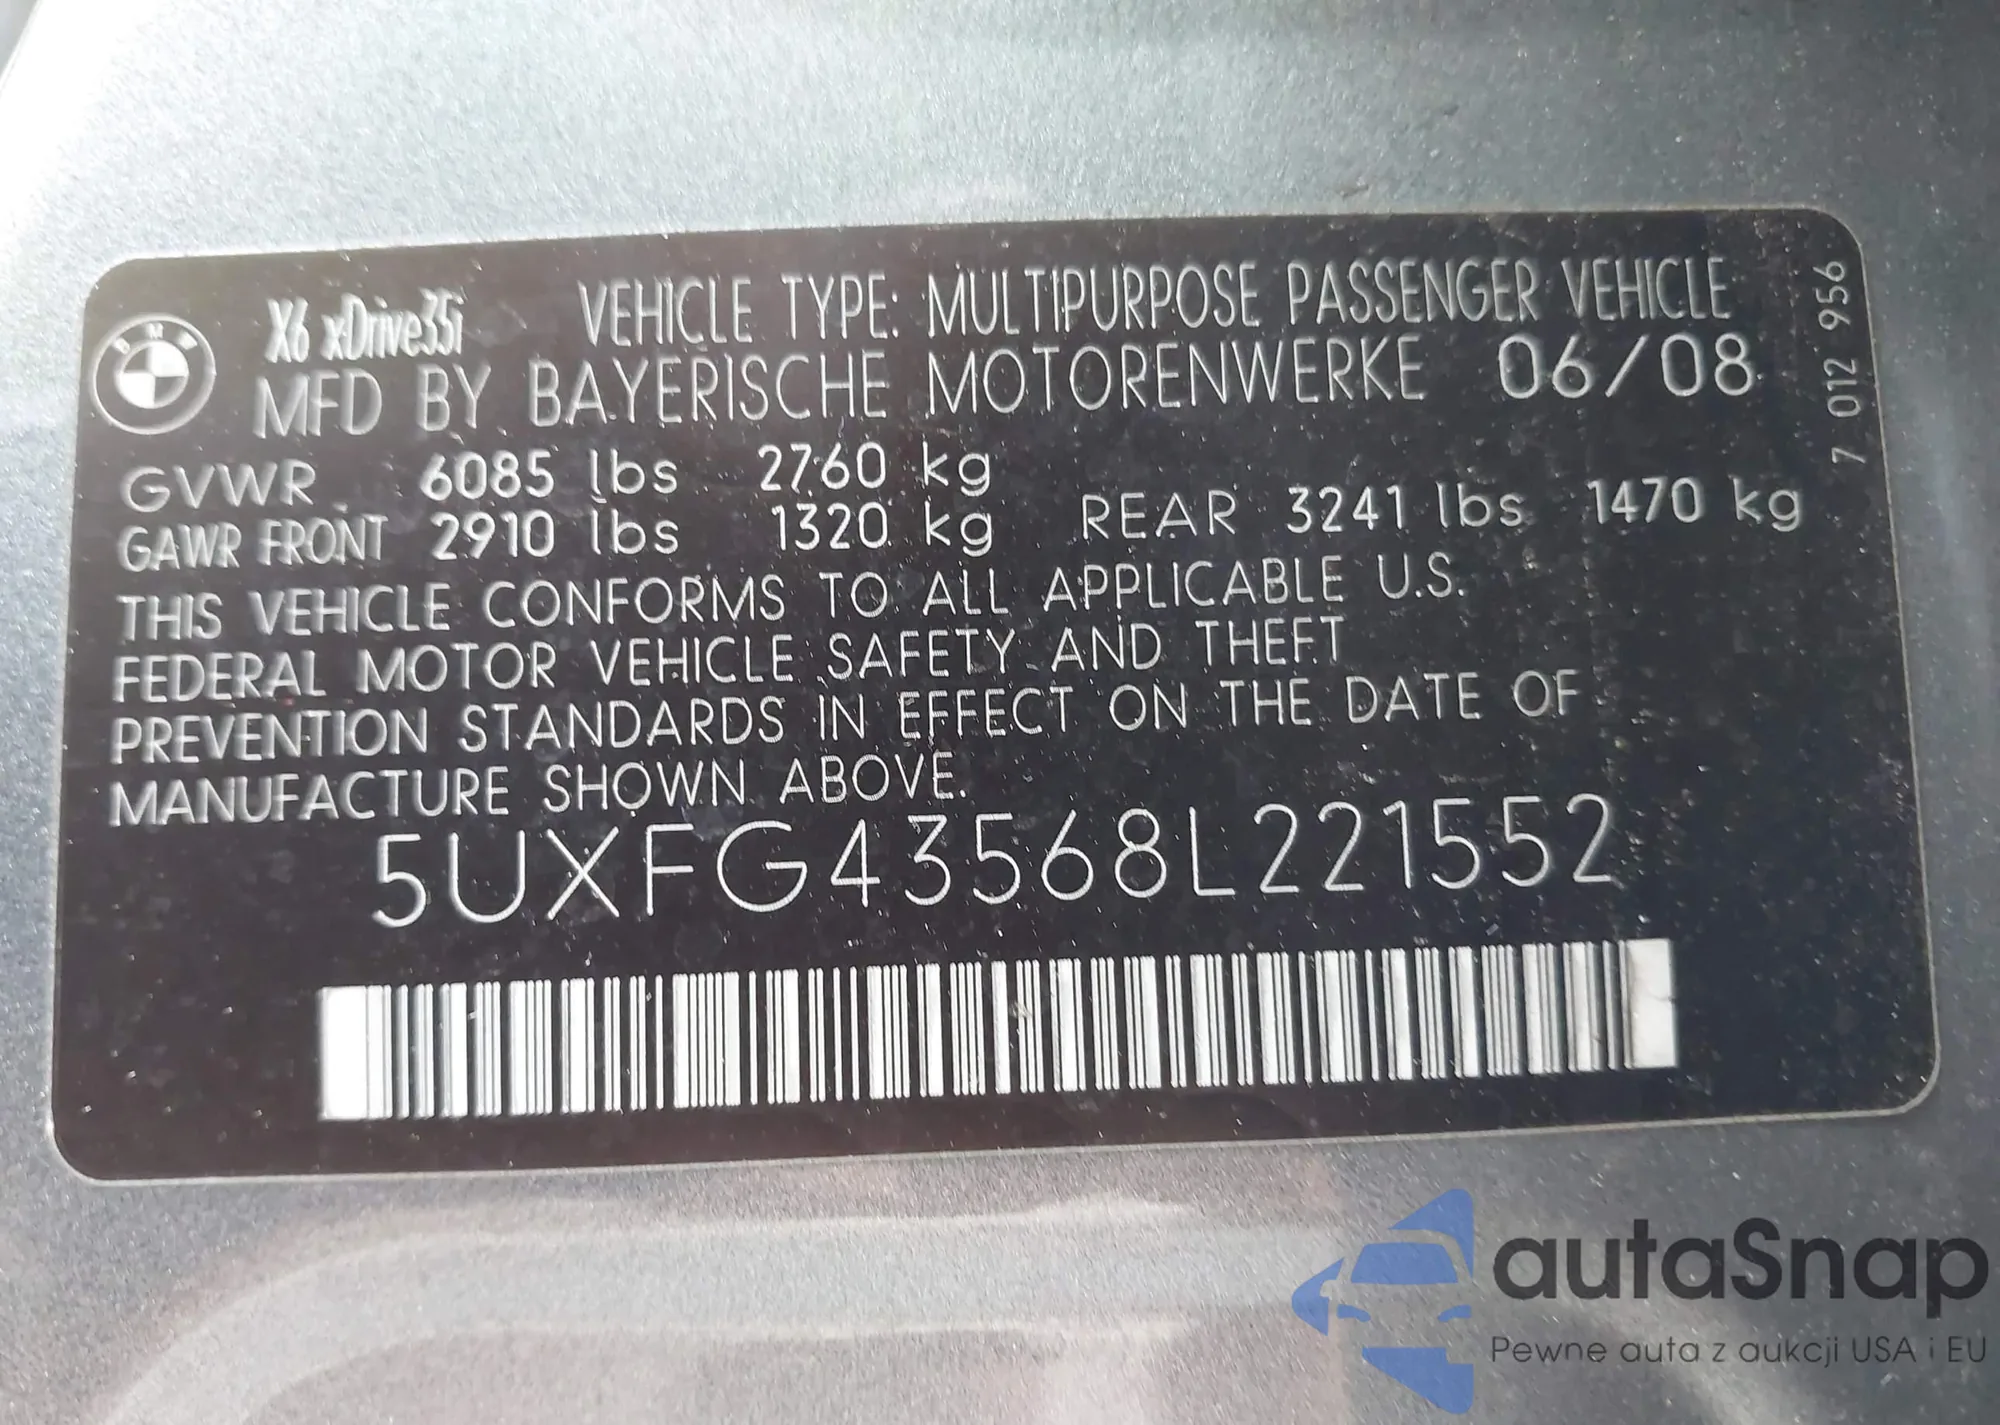 BMW
X6 xDrive35i VEHICLE TYPE: MULTIPURPOSE PASSENGER VEHICLE
MFD BY BAYERISCHE MOTORENWERKE 06/08
GVWR 6085 lbs 2760 kg
GAWR FRONT 2910 lbs 1320 kg REAR 3241 lbs 1470 kg
THIS VEHICLE CONFORMS TO ALL APPLICABLE U.S.
FEDERAL MOTOR VEHICLE SAFETY AND THEFT
PREVENTION STANDARDS IN EFFECT ON THE DATE OF
MANUFACTURE SHOWN ABOVE.
5UXFG43568L221552
7 012 956
autaSnap
Pewne auta z aukcji USA i EU